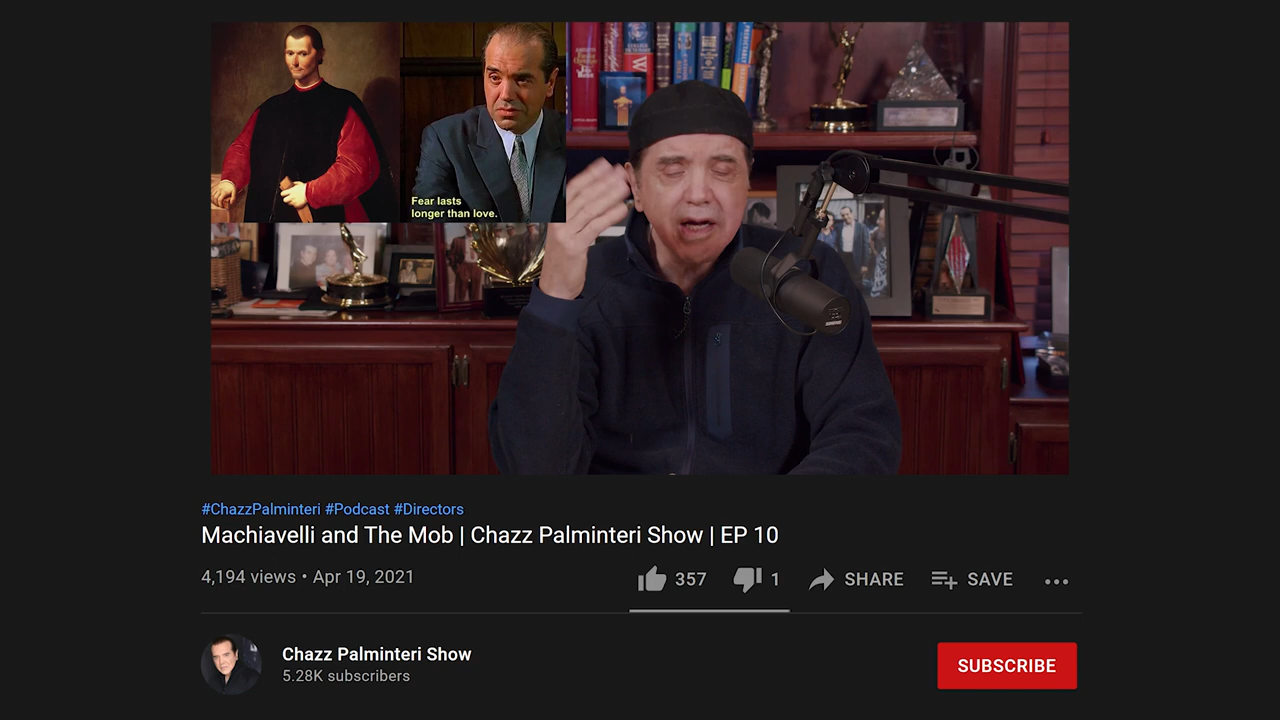 Fear lasts
longer than love.
#ChazzPalminteri #Podcast #Directors
Machiavelli and The Mob | Chazz Palminteri Show | EP 10
4,194 views • Apr 19, 2021
357
1
SHARE
SAVE
Chazz Palminteri Show
5.28K subscribers
SUBSCRIBE